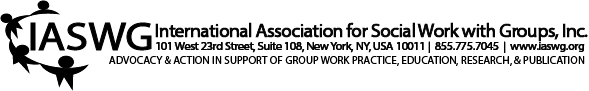 IASWG International Association for Social Work with Groups, Inc.
101 West 23rd Street, Suite 108, New York, NY, USA 10011 | 855.775.7045 | www.iaswg.org
ADVOCACY & ACTION IN SUPPORT OF GROUP WORK PRACTICE, EDUCATION, RESEARCH, & PUBLICATION